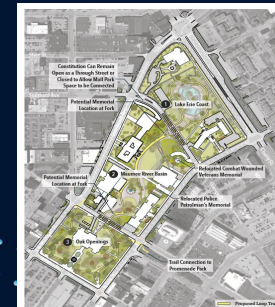 Constitution Can Remain
Open as a Through Street or
Closed to Allow Mall Park
Space to be Connected
Potential Memorial
Location at Fork
1 Lake Erie Coast
Potential Memorial
Location at Fork
2 Maumee River Basin
Relocated Combat Wounded
Veterans Memorial
Relocated Police
Patrolman's Memorial
3 Oak Openings
Trail Connection to
Promenade Park
Proposed Loop